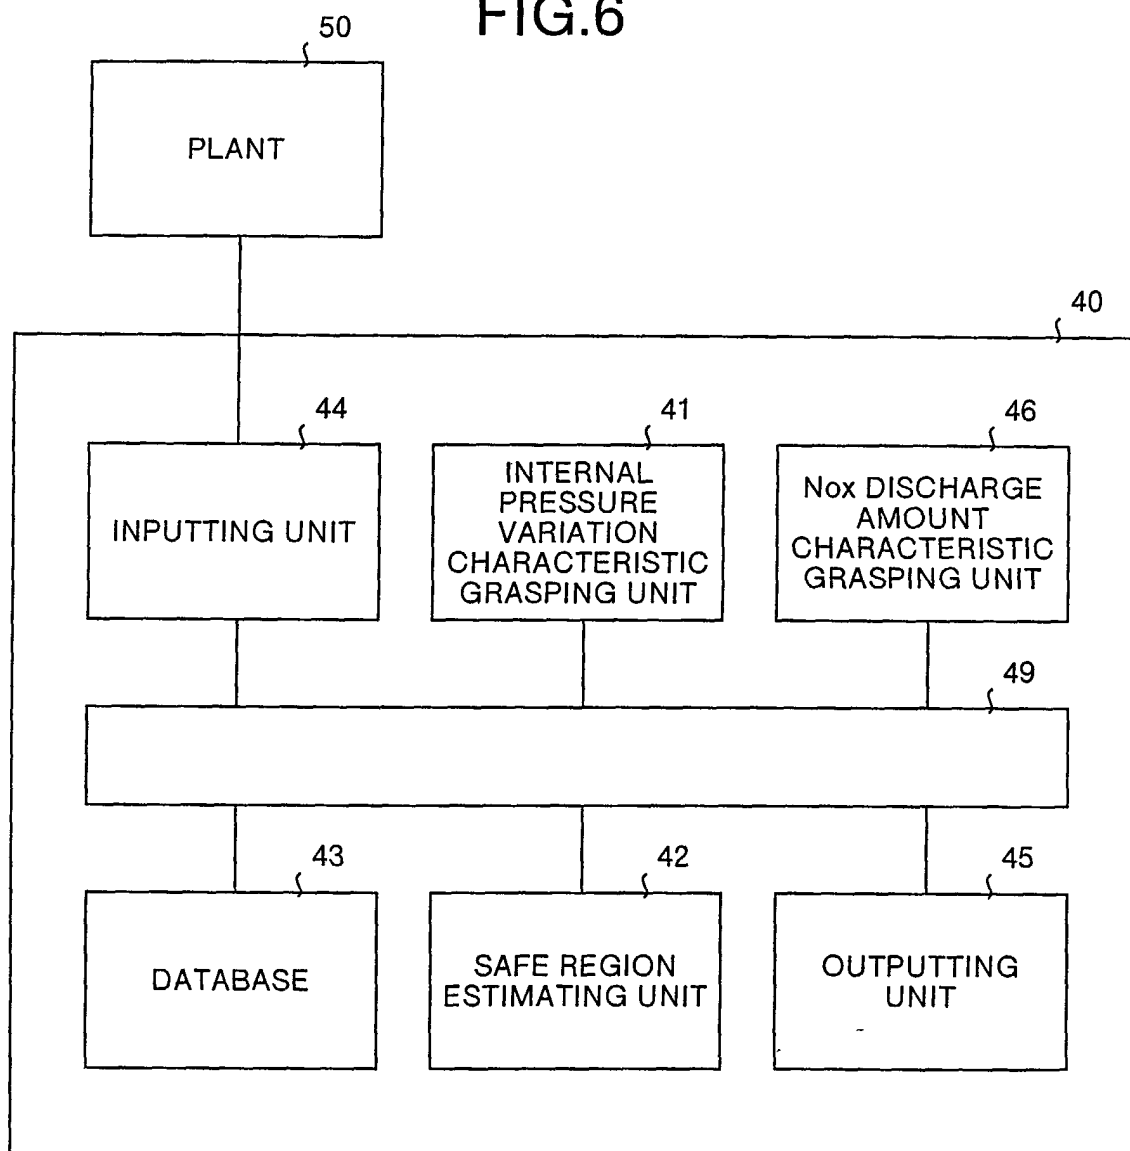 FIG.6
50
PLANT
40
44
41
46
INPUTTING UNIT
INTERNAL
PRESSURE
VARIATION
CHARACTERISTIC
GRASPING UNIT
Nox DISCHARGE
AMOUNT
CHARACTERISTIC
GRASPING UNIT
49
43
42
45
DATABASE
SAFE REGION
ESTIMATING UNIT
OUTPUTTING
UNIT